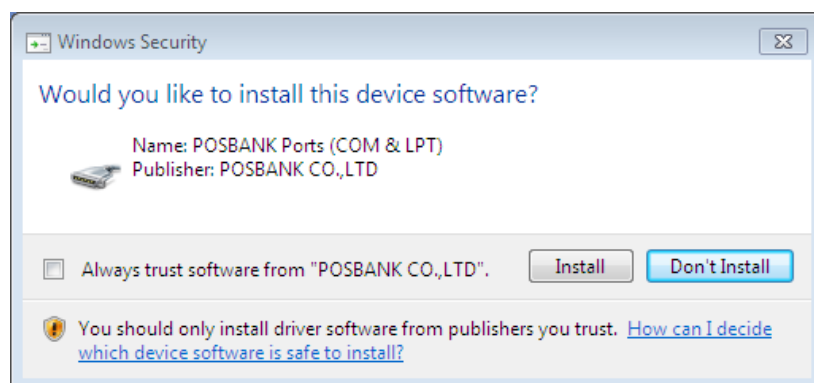 Windows Security
Would you like to install this device software?
Name: POSBANK Ports (COM & LPT)
Publisher: POSBANK CO.,LTD
Always trust software from "POSBANK CO.,LTD".
Install
Don't Install
You should only install driver software from publishers you trust. How can I decide
which device software is safe to install?